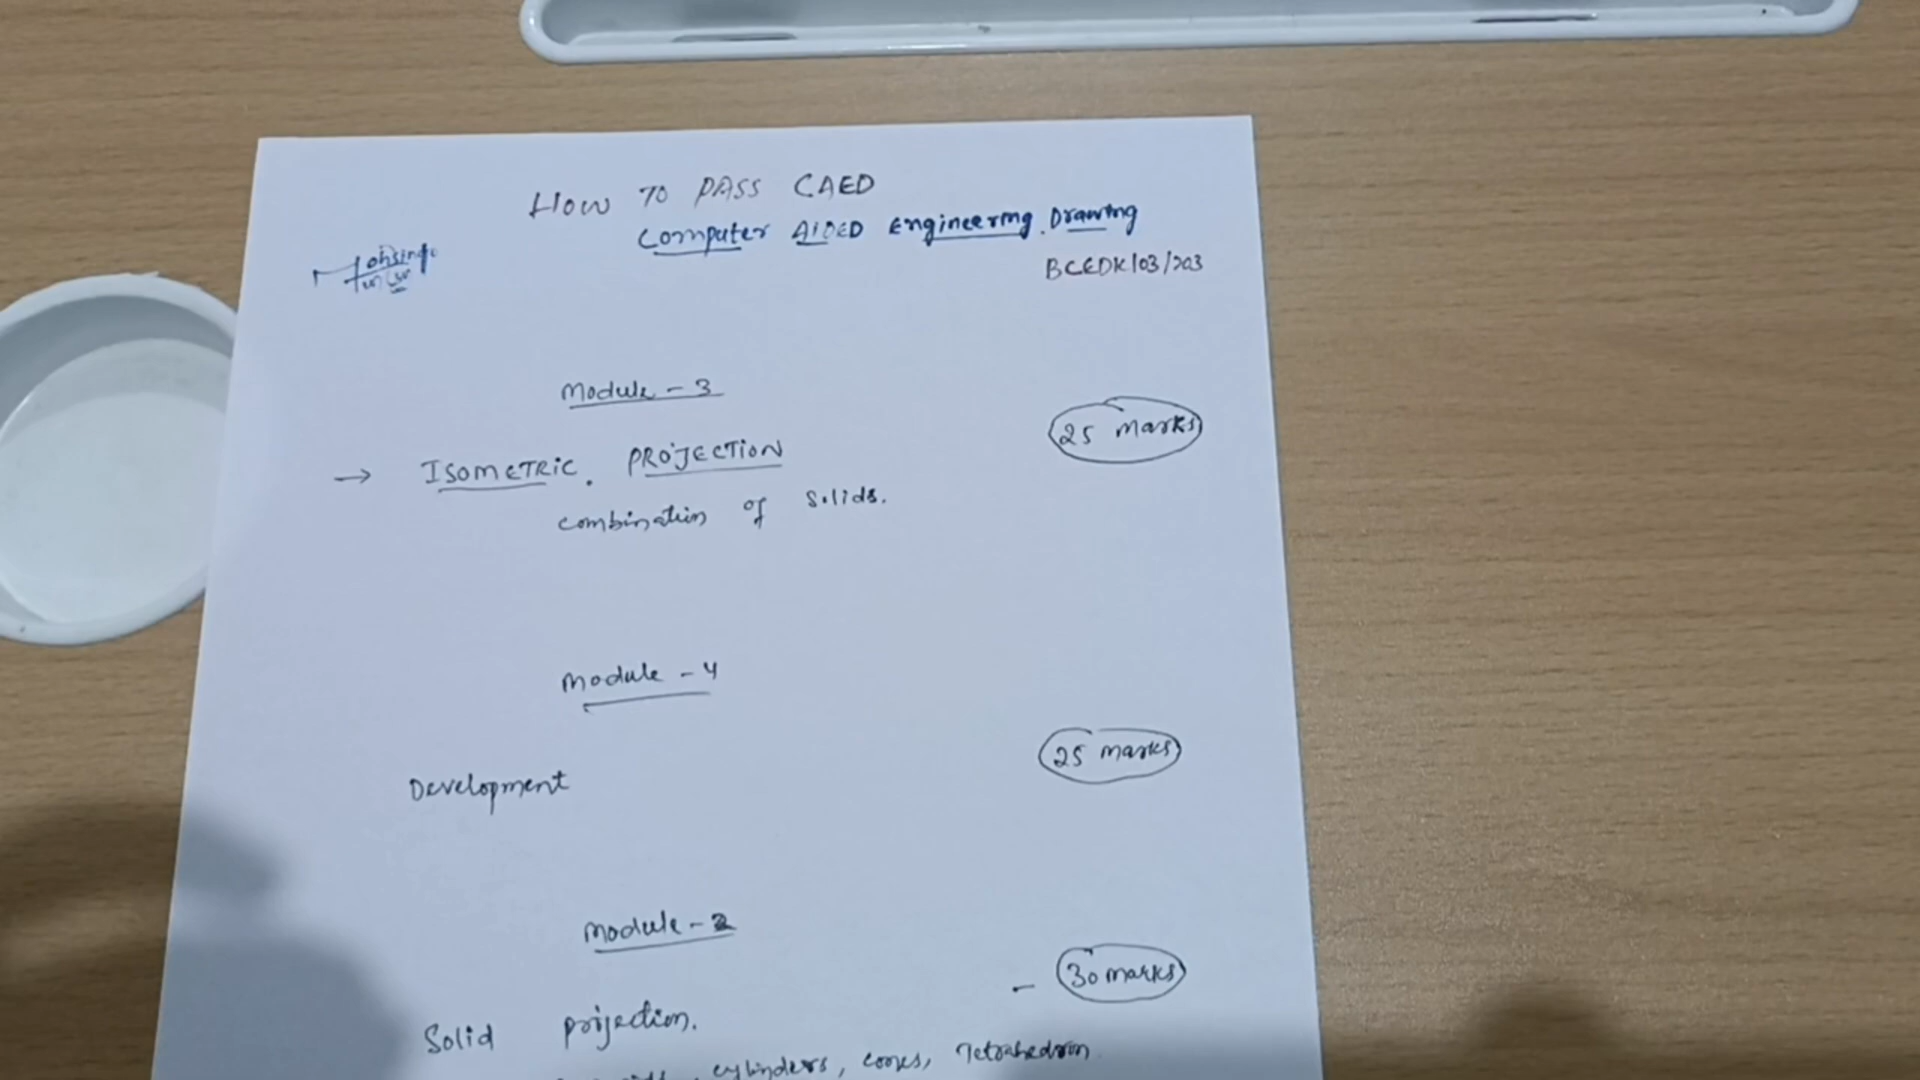 HOW TO PASS CAED
Computer AIDED Engineering Drawing
BCEDK103/203
Module - 3
25 marks
→ ISOMETRIC PROJECTION
combination of solids.
Module - 4
25 marks
Development
Module - 2
- 30 marks
Solid projection.
cylinders, cones, Tetrahedron